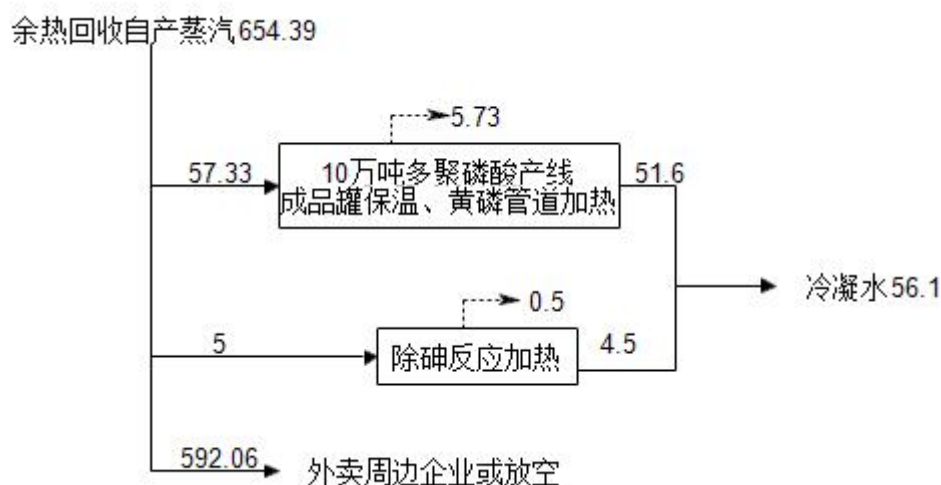 余热回收自产蒸汽654.39
5.73
57.33
10万吨多聚磷酸产线
成品罐保温、黄磷管道加热
51.6
冷凝水56.1
0.5
5
除砷反应加热
4.5
592.06
外卖周边企业或放空